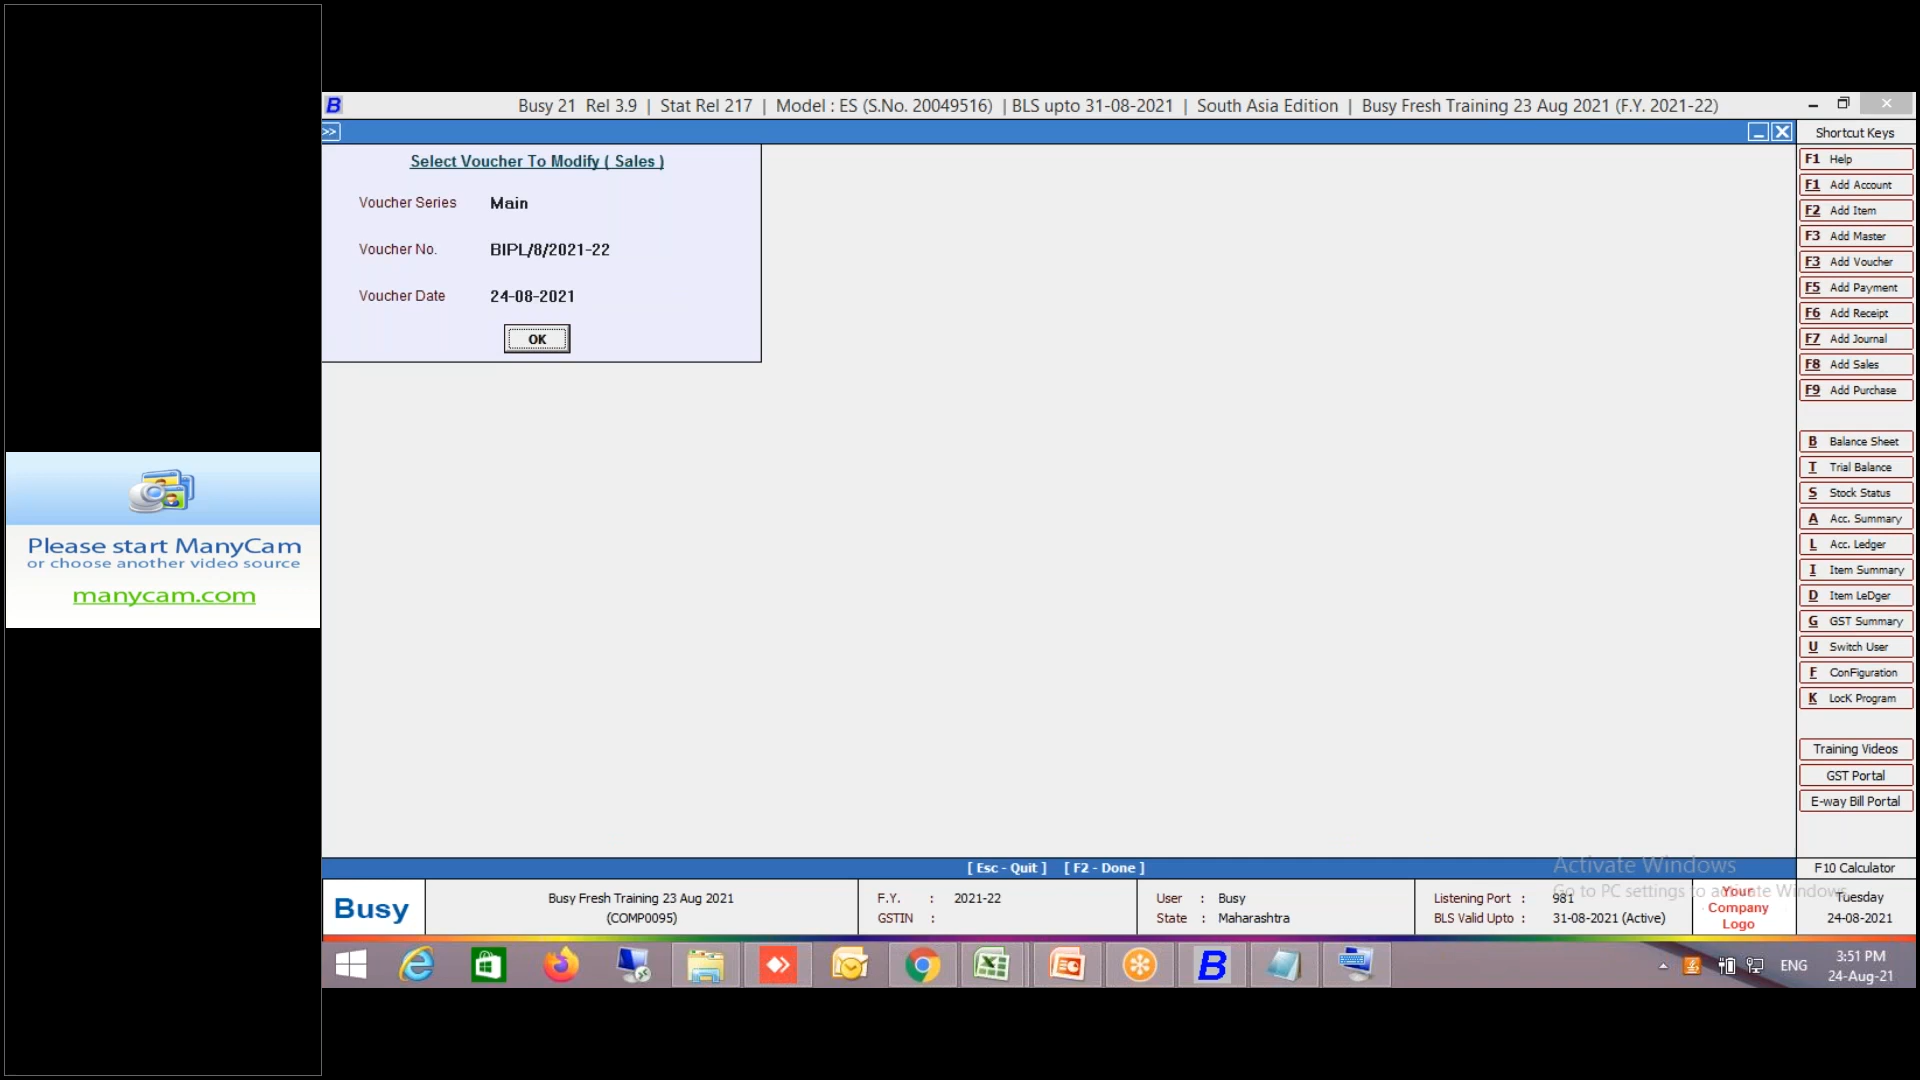 B
Busy 21 Rel 3.9 | Stat Rel 217 | Model : ES (S.No. 20049516) | BLS upto 31-08-2021 | South Asia Edition | Busy Fresh Training 23 Aug 2021 (F.Y. 2021-22)
>>
Select Voucher To Modify ( Sales )
Voucher Series Main
Voucher No. BIPL/8/2021-22
Voucher Date 24-08-2021
OK
Please start ManyCam
or choose another video source
manycam.com
Shortcut Keys
F1 Help
F1 Add Account
F2 Add Item
F3 Add Master
F3 Add Voucher
F5 Add Payment
F6 Add Receipt
F7 Add Journal
F8 Add Sales
F9 Add Purchase
B Balance Sheet
T Trial Balance
S Stock Status
A Acc. Summary
L Acc. Ledger
I Item Summary
D Item LeDger
G GST Summary
U Switch User
F ConFiguration
K LocK Program
Training Videos
GST Portal
E-way Bill Portal
[ Esc - Quit ] [ F2 - Done ]
F10 Calculator
Activate Windows
Go to PC settings to activate Windows.
Busy
Busy Fresh Training 23 Aug 2021
(COMP0095)
F.Y. : 2021-22
GSTIN :
User : Busy
State : Maharashtra
Listening Port : 981
BLS Valid Upto : 31-08-2021 (Active)
Your
Company
Logo
Tuesday
24-08-2021
B
ENG
3:51 PM
24-Aug-21